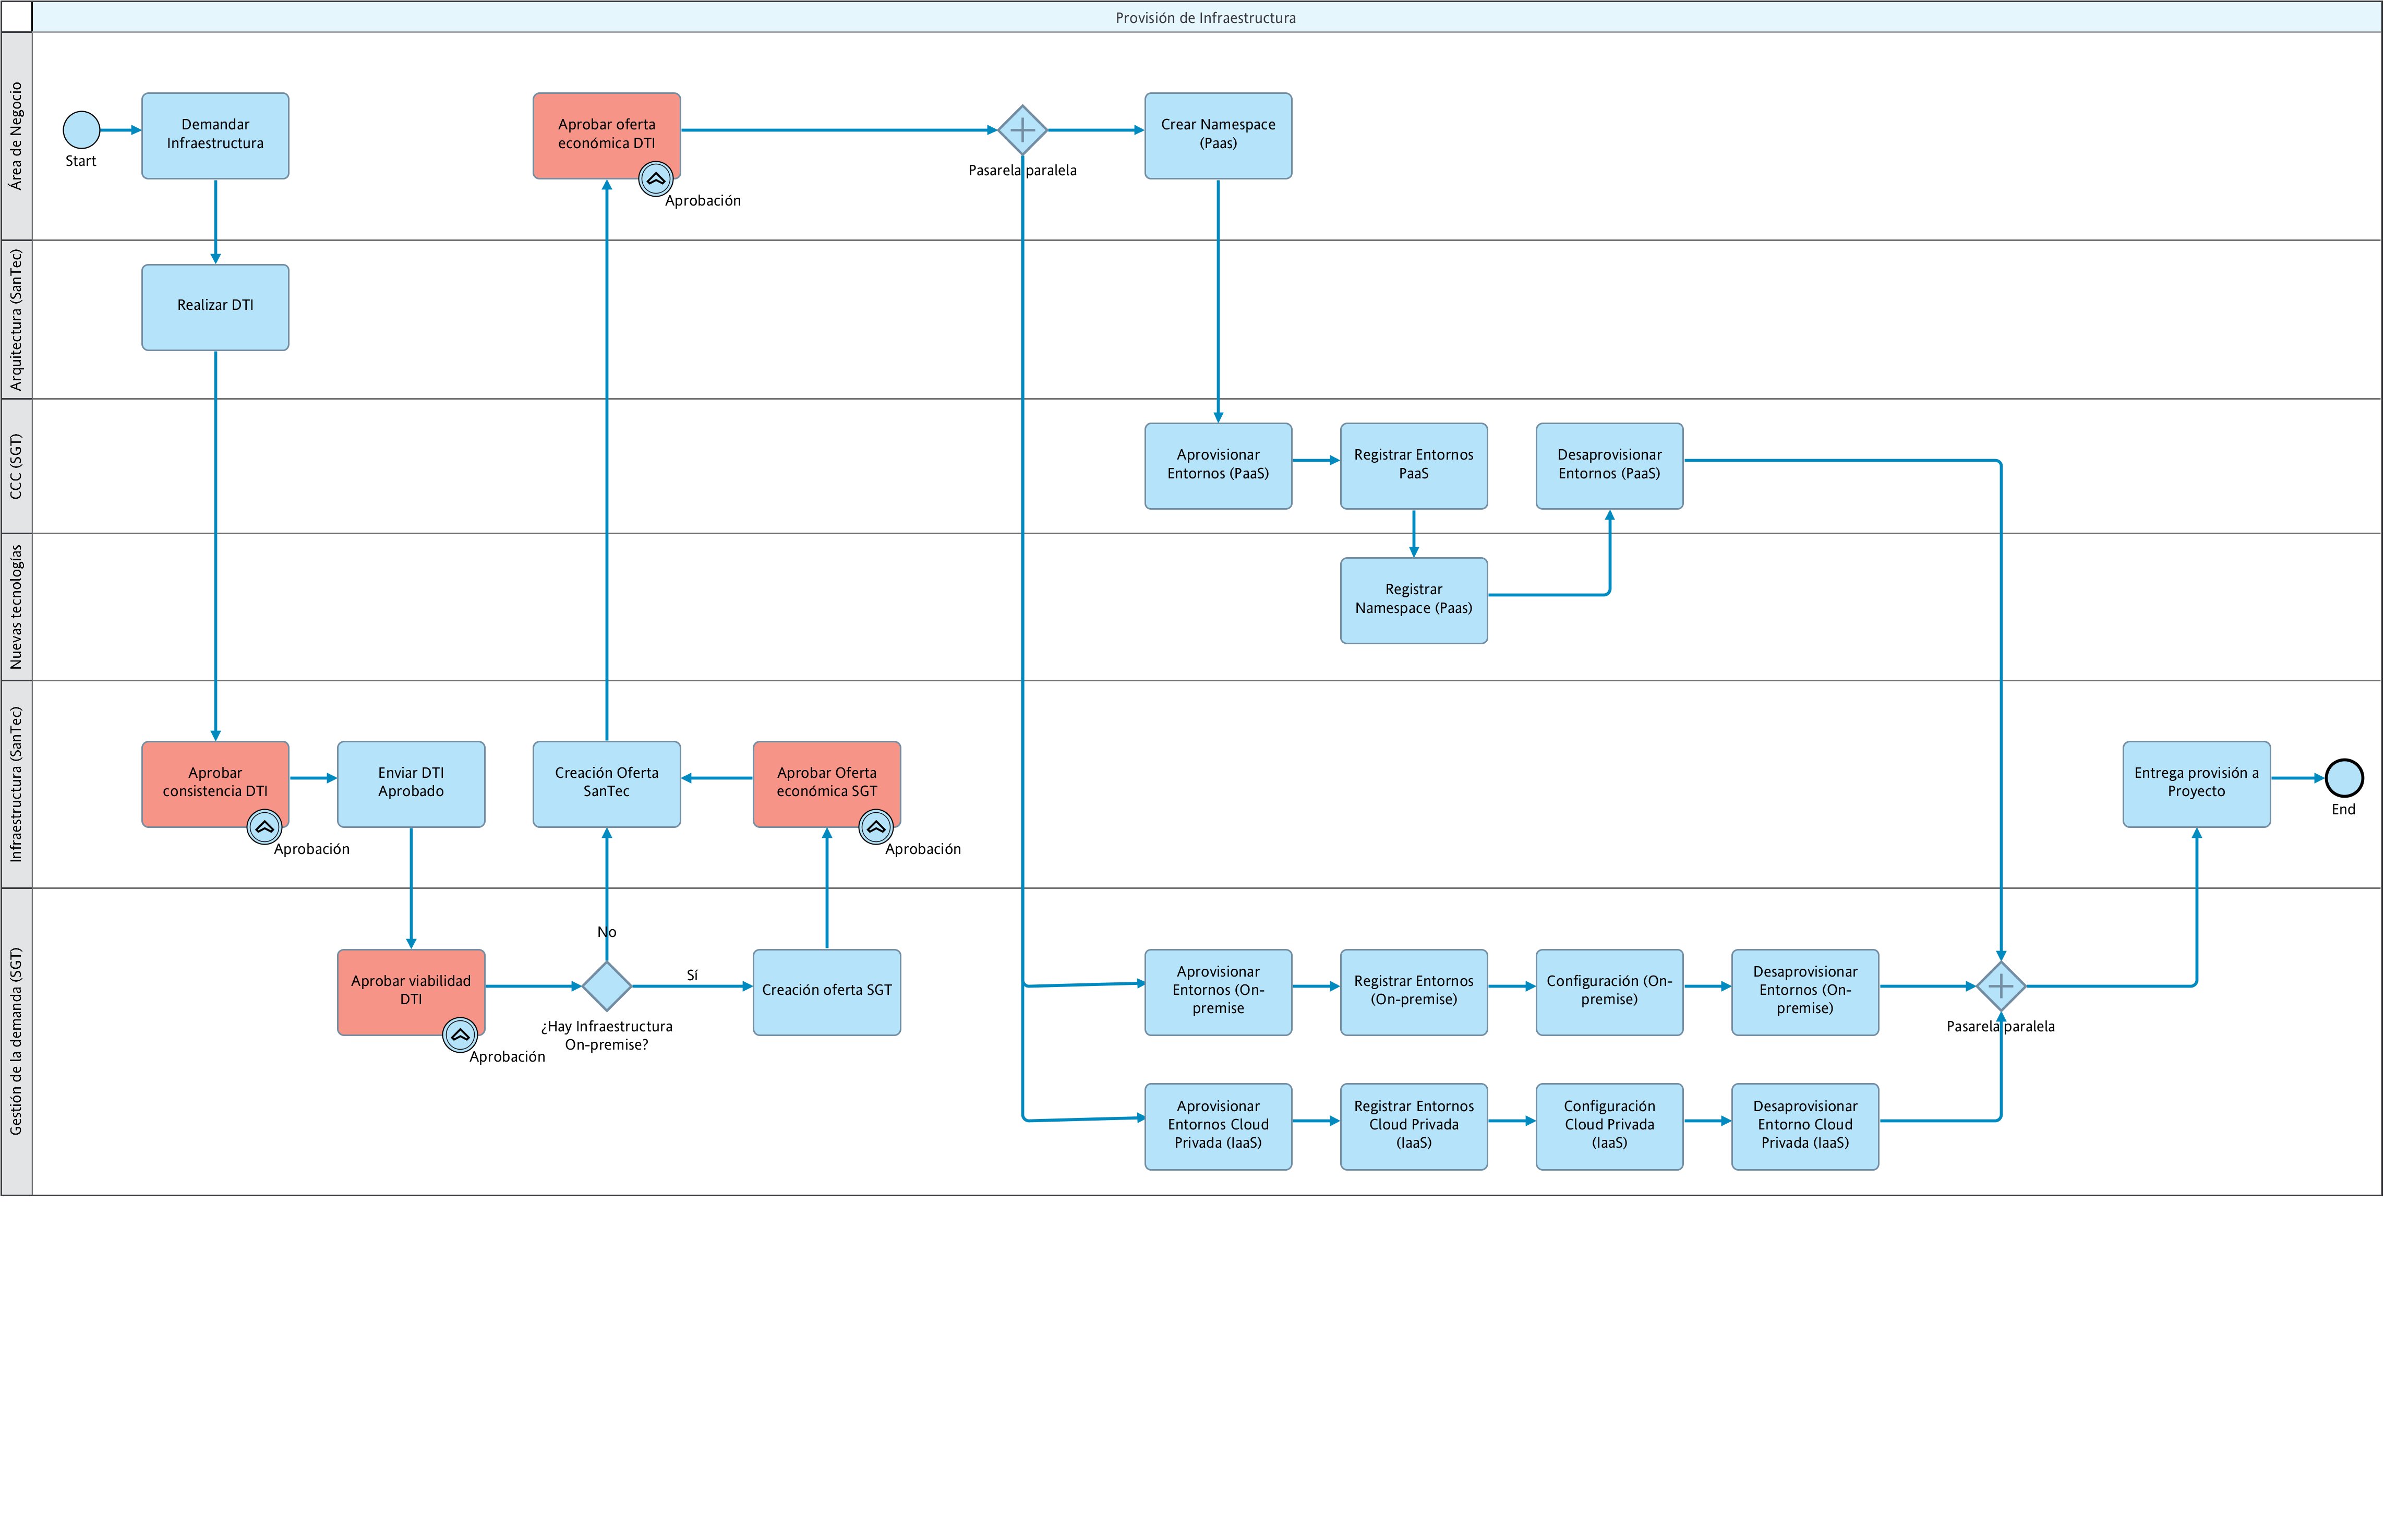 Provisión de Infraestructura
Área de Negocio
Start
Demandar
Infraestructura
Aprobar oferta
económica DTI
Aprobación
Pasarela paralela
Crear Namespace
(Paas)
Arquitectura (SanTec)
Realizar DTI
CCC (SGT)
Aprovisionar
Entornos (PaaS)
Registrar Entornos
PaaS
Desaprovisionar
Entornos (PaaS)
Nuevas tecnologías
Registrar
Namespace (Paas)
Infraestructura (SanTec)
Aprobar
consistencia DTI
Aprobación
Enviar DTI
Aprobado
Creación Oferta
SanTec
Aprobar Oferta
económica SGT
Aprobación
Entrega provisión a
Proyecto
End
Gestión de la demanda (SGT)
Aprobar viabilidad
DTI
Aprobación
No
¿Hay Infraestructura
On-premise?
Sí
Creación oferta SGT
Aprovisionar
Entornos (On-
premise
Registrar Entornos
(On-premise)
Configuración (On-
premise)
Desaprovisionar
Entornos (On-
premise)
Pasarela paralela
Aprovisionar
Entornos Cloud
Privada (IaaS)
Registrar Entornos
Cloud Privada
(IaaS)
Configuración
Cloud Privada
(IaaS)
Desaprovisionar
Entorno Cloud
Privada (IaaS)